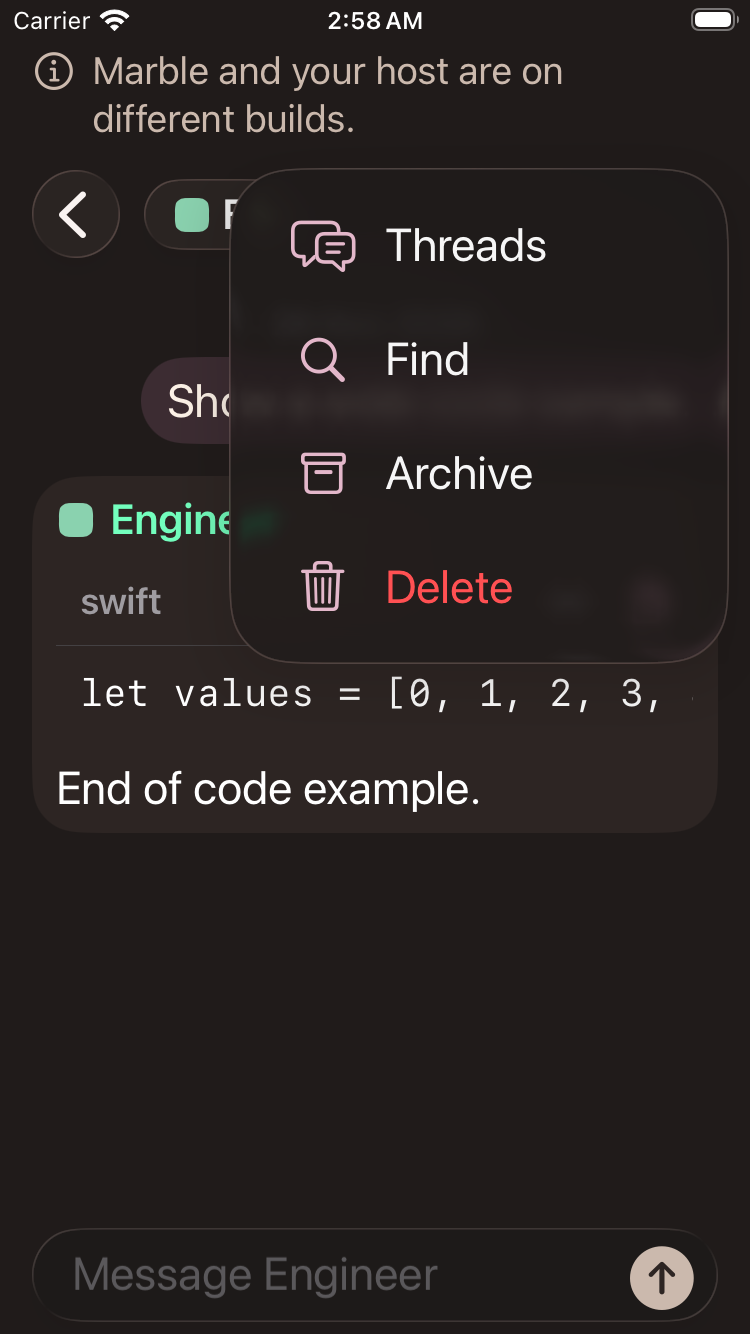 Carrier 2:58 AM
Marble and your host are on
different builds.
Threads
Find
Archive
Delete
swift
let values = [0, 1, 2, 3,
End of code example.
Message Engineer